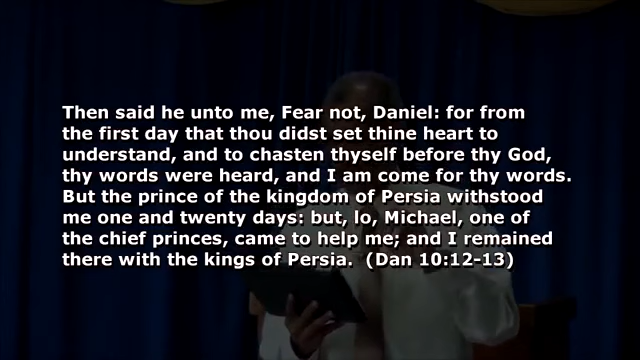 Then said he unto me, Fear not, Daniel: for from
the first day that thou didst set thine heart to
understand, and to chasten thyself before thy God,
thy words were heard, and I am come for thy words.
But the prince of the kingdom of Persia withstood
me one and twenty days: but, lo, Michael, one of
the chief princes, came to help me; and I remained
there with the kings of Persia.  (Dan 10:12-13)